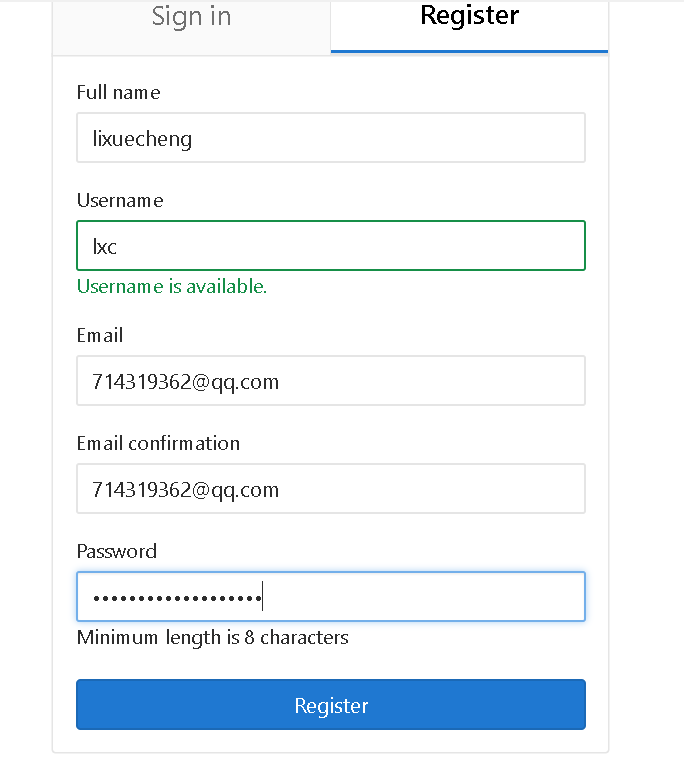 Sign in
Register
Full name
lixuecheng
Username
lxc
Username is available.
Email
714319362@qq.com
Email confirmation
714319362@qq.com
Password
•••••••••••••••••••
Minimum length is 8 characters
Register